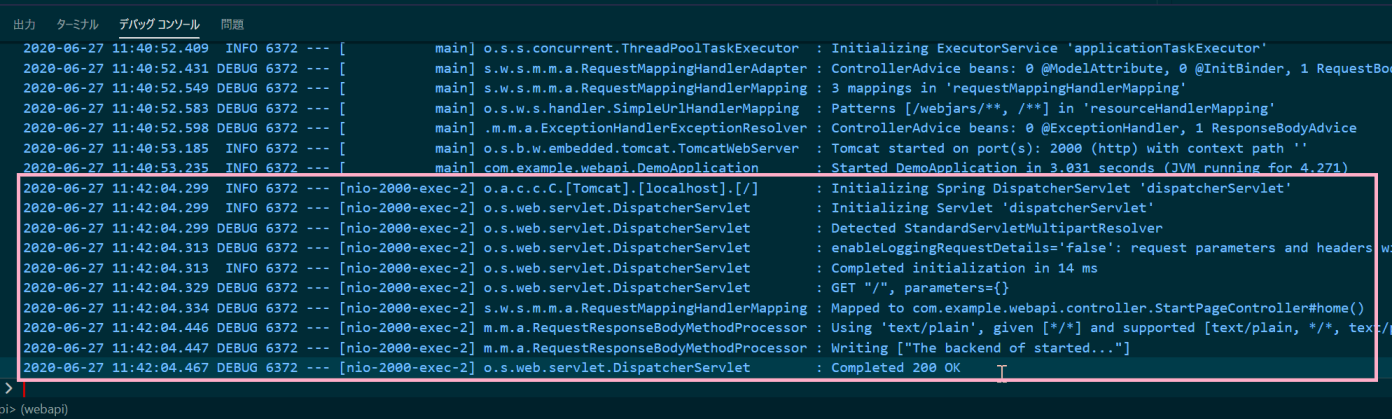 出力 ターミナル デバッグ コンソール 問題
2020-06-27 11:40:52.409  INFO 6372 --- [           main] o.s.s.concurrent.ThreadPoolTaskExecutor  : Initializing ExecutorService 'applicationTaskExecutor'
2020-06-27 11:40:52.431 DEBUG 6372 --- [           main] s.w.s.m.m.a.RequestMappingHandlerAdapter : ControllerAdvice beans: 0 @ModelAttribute, 0 @InitBinder, 1 RequestBo
2020-06-27 11:40:52.549 DEBUG 6372 --- [           main] s.w.s.m.m.a.RequestMappingHandlerMapping : 3 mappings in 'requestMappingHandlerMapping'
2020-06-27 11:40:52.583 DEBUG 6372 --- [           main] o.s.w.s.handler.SimpleUrlHandlerMapping  : Patterns [/webjars/**, /**] in 'resourceHandlerMapping'
2020-06-27 11:40:52.598 DEBUG 6372 --- [           main] .m.m.a.ExceptionHandlerExceptionResolver : ControllerAdvice beans: 0 @ExceptionHandler, 1 ResponseBodyAdvice
2020-06-27 11:40:53.185  INFO 6372 --- [           main] o.s.b.w.embedded.tomcat.TomcatWebServer  : Tomcat started on port(s): 2000 (http) with context path ''
2020-06-27 11:40:53.235  INFO 6372 --- [           main] com.example.webapi.DemoApplication       : Started DemoApplication in 3.031 seconds (JVM running for 4.271)
2020-06-27 11:42:04.299  INFO 6372 --- [nio-2000-exec-2] o.a.c.c.C.[Tomcat].[localhost].[/]       : Initializing Spring DispatcherServlet 'dispatcherServlet'
2020-06-27 11:42:04.299  INFO 6372 --- [nio-2000-exec-2] o.s.web.servlet.DispatcherServlet        : Initializing Servlet 'dispatcherServlet'
2020-06-27 11:42:04.299 DEBUG 6372 --- [nio-2000-exec-2] o.s.web.servlet.DispatcherServlet        : Detected StandardServletMultipartResolver
2020-06-27 11:42:04.313 DEBUG 6372 --- [nio-2000-exec-2] o.s.web.servlet.DispatcherServlet        : enableLoggingRequestDetails='false': request parameters and headers wi
2020-06-27 11:42:04.313  INFO 6372 --- [nio-2000-exec-2] o.s.web.servlet.DispatcherServlet        : Completed initialization in 14 ms
2020-06-27 11:42:04.329 DEBUG 6372 --- [nio-2000-exec-2] o.s.web.servlet.DispatcherServlet        : GET "/", parameters={}
2020-06-27 11:42:04.334 DEBUG 6372 --- [nio-2000-exec-2] s.w.s.m.m.a.RequestMappingHandlerMapping : Mapped to com.example.webapi.controller.StartPageController#home()
2020-06-27 11:42:04.446 DEBUG 6372 --- [nio-2000-exec-2] m.m.a.RequestResponseBodyMethodProcessor : Using 'text/plain', given [*/*] and supported [text/plain, */*, text/p
2020-06-27 11:42:04.447 DEBUG 6372 --- [nio-2000-exec-2] m.m.a.RequestResponseBodyMethodProcessor : Writing ["The backend of started..."]
2020-06-27 11:42:04.467 DEBUG 6372 --- [nio-2000-exec-2] o.s.web.servlet.DispatcherServlet        : Completed 200 OK
pi> (webapi)